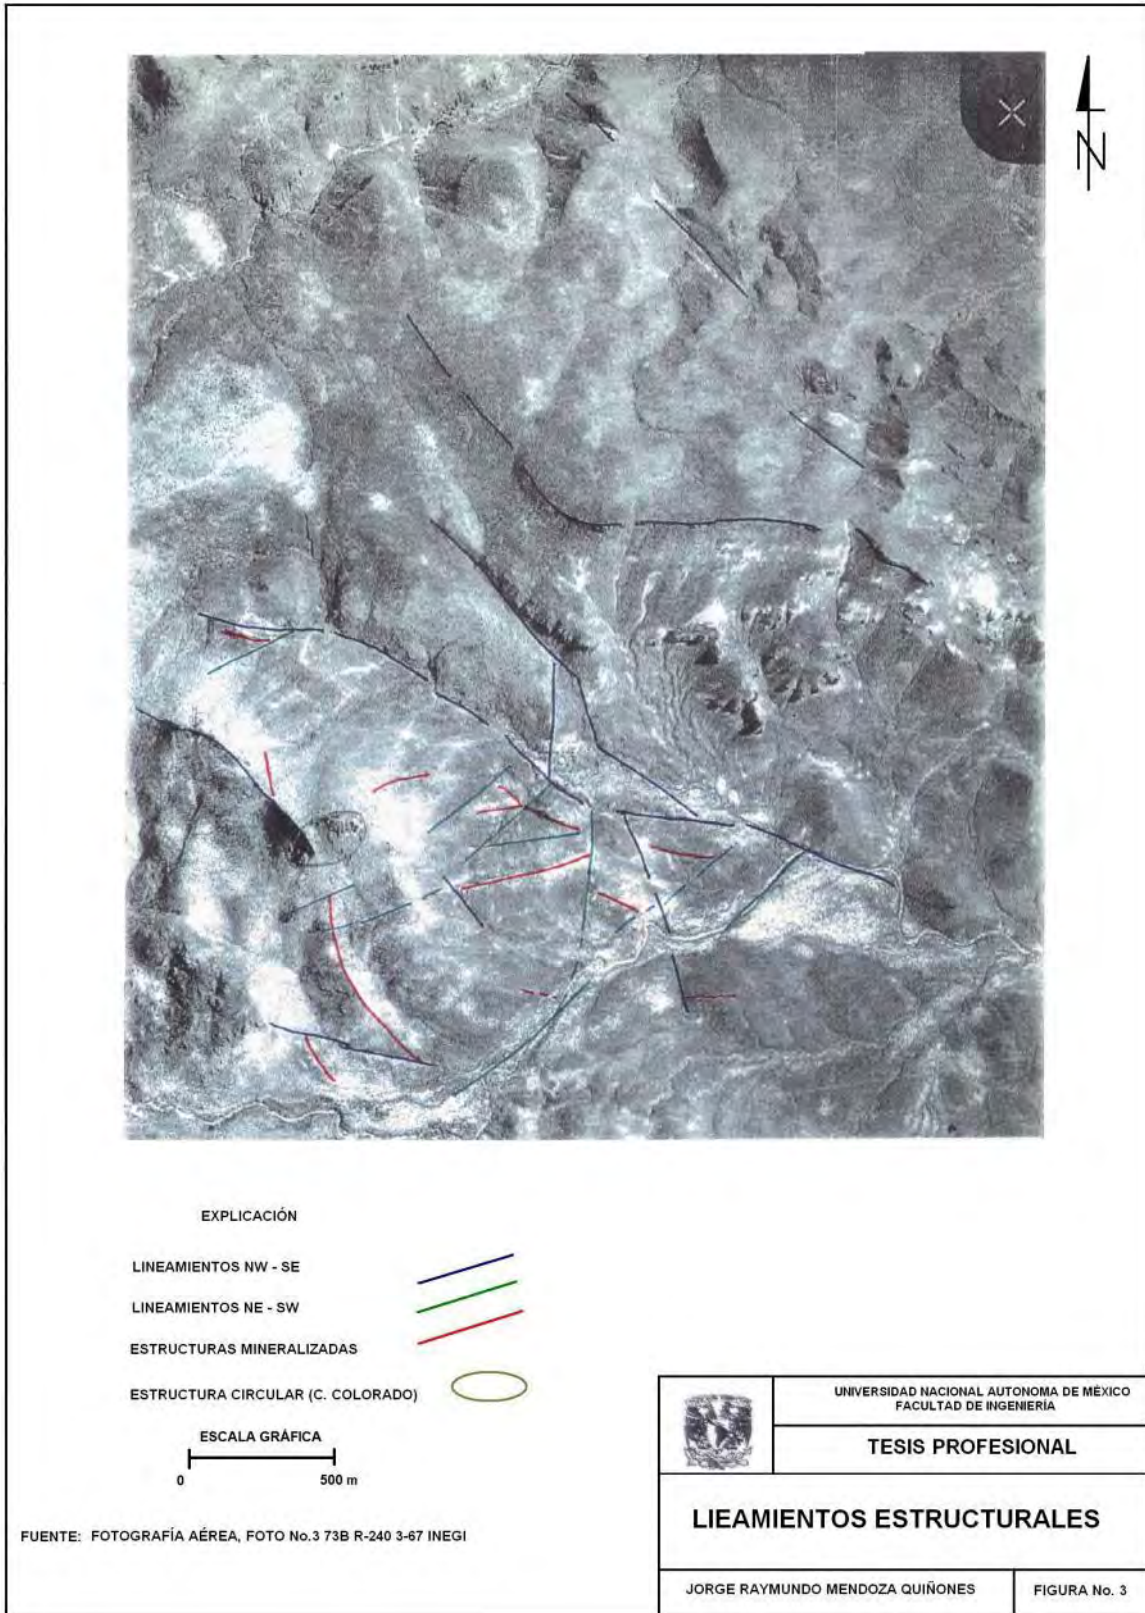 N
EXPLICACIÓN
LINEAMIENTOS NW - SE
LINEAMIENTOS NE - SW
ESTRUCTURAS MINERALIZADAS
ESTRUCTURA CIRCULAR (C. COLORADO)
ESCALA GRÁFICA
0 500 m
FUENTE: FOTOGRAFÍA AÉREA, FOTO No.3 73B R-240 3-67 INEGI
UNIVERSIDAD NACIONAL AUTONOMA DE MÉXICO
FACULTAD DE INGENIERÍA
TESIS PROFESIONAL
LIEAMIENTOS ESTRUCTURALES
JORGE RAYMUNDO MENDOZA QUIÑONES
FIGURA No. 3